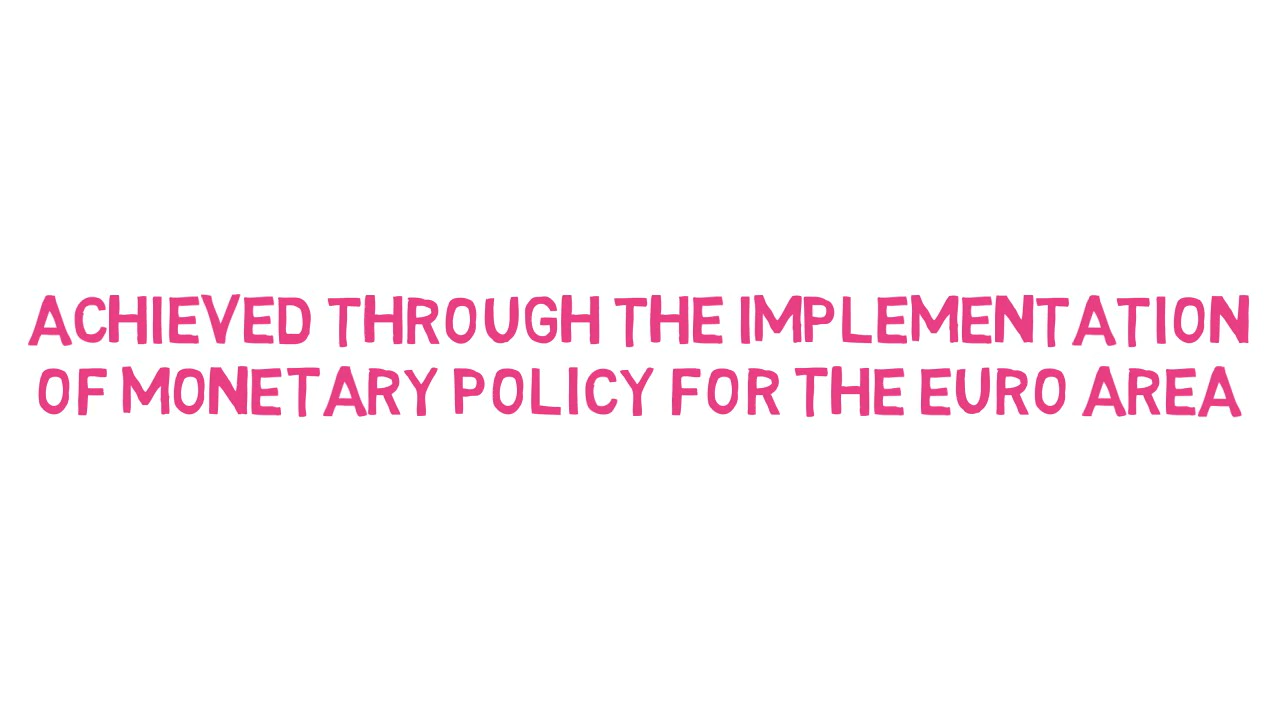 ACHIEVED THROUGH THE IMPLEMENTATION
OF MONETARY POLICY FOR THE EURO AREA